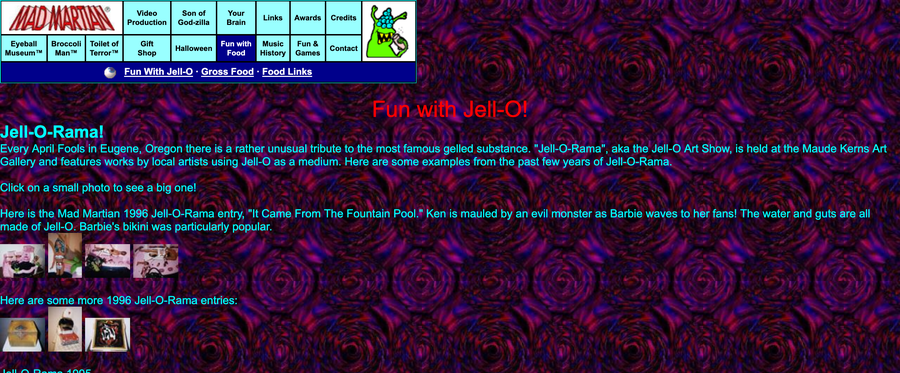 MAD MARTIAN®
Video Production
Son of God-zilla
Your Brain
Links
Awards
Credits
Eyeball Museum™
Broccoli Man™
Toilet of Terror™
Gift Shop
Halloween
Fun with Food
Music History
Fun & Games
Contact
Fun With Jell-O · Gross Food · Food Links
Fun with Jell-O!
Jell-O-Rama!
Every April Fools in Eugene, Oregon there is a rather unusual tribute to the most famous gelled substance. "Jell-O-Rama", aka the Jell-O Art Show, is held at the Maude Kerns Art
Gallery and features works by local artists using Jell-O as a medium. Here are some examples from the past few years of Jell-O-Rama.
Click on a small photo to see a big one!
Here is the Mad Martian 1996 Jell-O-Rama entry, "It Came From The Fountain Pool." Ken is mauled by an evil monster as Barbie waves to her fans! The water and guts are all
made of Jell-O. Barbie's bikini was particularly popular.
Here are some more 1996 Jell-O-Rama entries:
Jell-O-Rama 1995